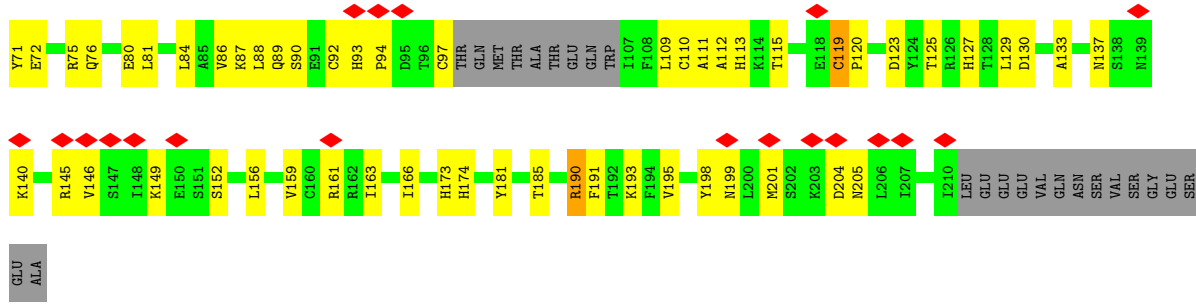 Y71 E72 R75 Q76 E80 L81 L84 A85 V86 K87 L88 Q89 S90 E91 C92 H93 P94 D95 T96 C97 THR GLN MET THR ALA THR GLU GLN TRP I107 F108 L109 C110 A111 A112 H113 K114 T115 E118 C119 P120 D123 Y124 T125 R126 H127 T128 L129 D130 A133 N137 S138 N139
K140 R145 V146 S147 I148 K149 E150 S151 S152 L156 V159 C160 R161 R162 I163 I166 H173 H174 Y181 T185 R190 F191 T192 K193 F194 V195 Y198 N199 L200 M201 S202 K203 D204 N205 L206 I207 I210 LEU GLU GLU GLU VAL GLN ASN SER VAL SER GLY GLU SER
GLU ALA